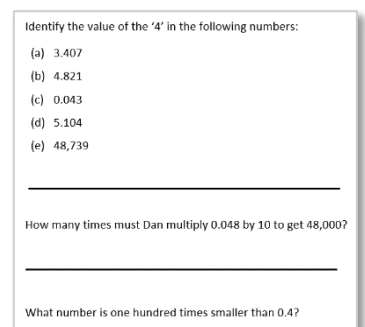 Identify the value of the ‘4’ in the following numbers:
(a) 3.407
(b) 4.821
(c) 0.043
(d) 5.104
(e) 48,739
How many times must Dan multiply 0.048 by 10 to get 48,000?
What number is one hundred times smaller than 0.4?